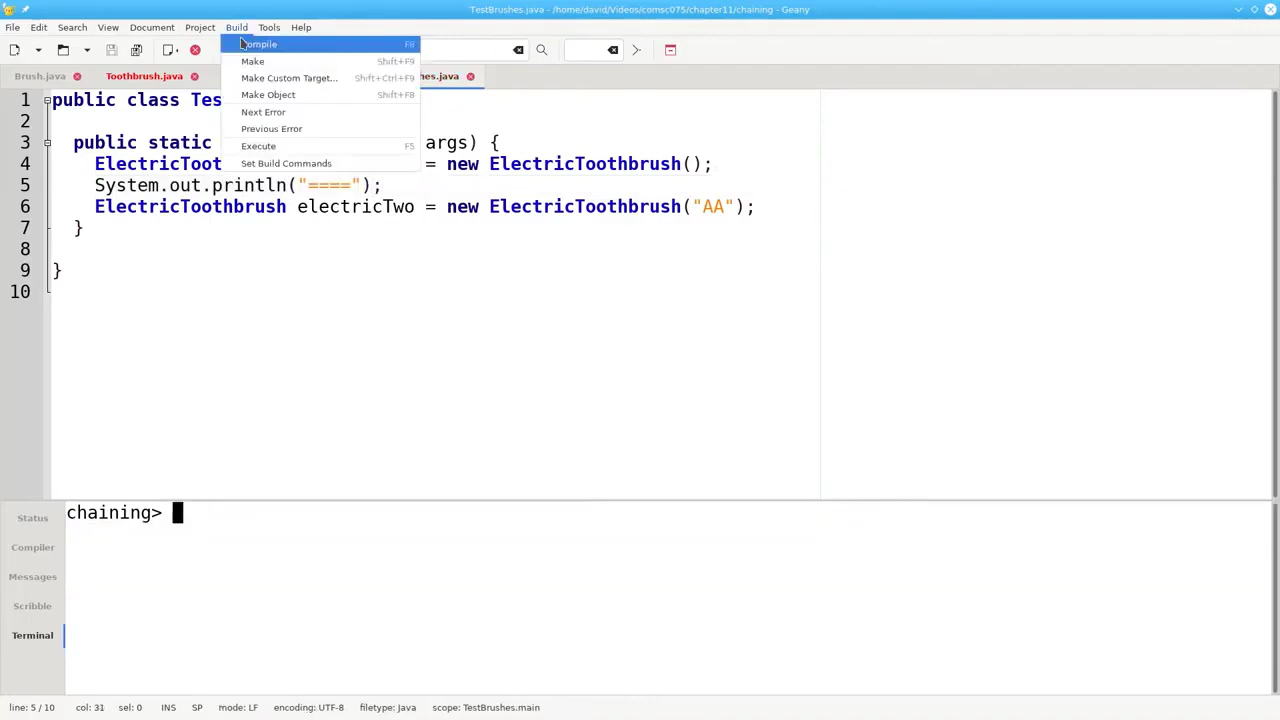 TestBrushes.java - /home/david/Videos/comsc075/chapter11/chaining - Geany
File Edit Search View Document Project Build Tools Help
Compile F8
Make Shift+F9
Make Custom Target... Shift+Ctrl+F9
Make Object Shift+F8
Next Error
Previous Error
Execute F5
Set Build Commands
Brush.java Toothbrush.java hes.java
1 public class Tes
2
3 public static args) {
4 ElectricToot = new ElectricToothbrush();
5 System.out.println("====");
6 ElectricToothbrush electricTwo = new ElectricToothbrush("AA");
7 }
8
9 }
10
chaining>
Status
Compiler
Messages
Scribble
Terminal
line: 5 / 10 col: 31 sel: 0 INS SP mode: LF encoding: UTF-8 filetype: Java scope: TestBrushes.main